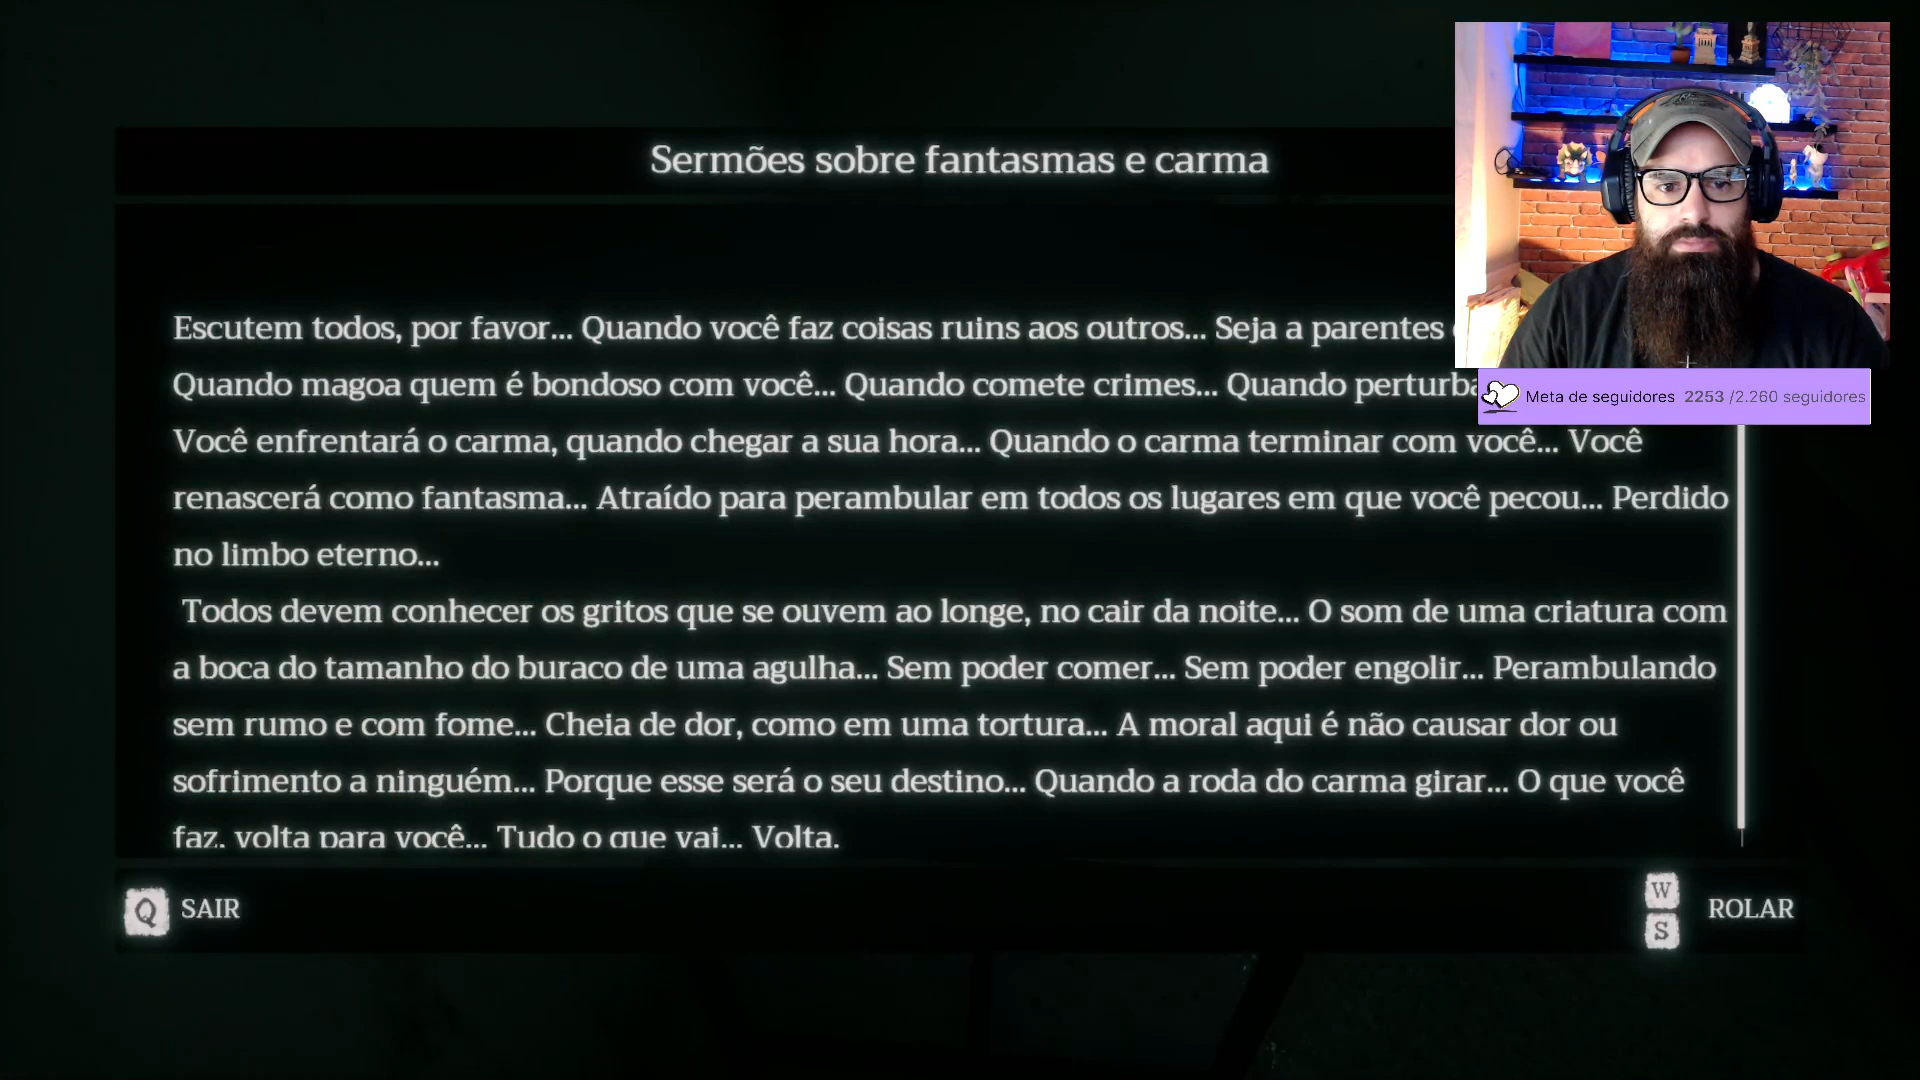 Sermões sobre fantasmas e carma
Escutem todos, por favor... Quando você faz coisas ruins aos outros... Seja a parentes
Quando magoa quem é bondoso com você... Quando comete crimes... Quando perturba
Meta de seguidores 2253 /2.260 seguidores
Você enfrentará o carma, quando chegar a sua hora... Quando o carma terminar com você... Você
renascerá como fantasma... Atraído para perambular em todos os lugares em que você pecou... Perdido
no limbo eterno...
Todos devem conhecer os gritos que se ouvem ao longe, no cair da noite... O som de uma criatura com
a boca do tamanho do buraco de uma agulha... Sem poder comer... Sem poder engolir... Perambulando
sem rumo e com fome... Cheia de dor, como em uma tortura... A moral aqui é não causar dor ou
sofrimento a ninguém... Porque esse será o seu destino... Quando a roda do carma girar... O que você
faz, volta para você... Tudo o que vai... Volta.
Q SAIR
W
S
ROLAR